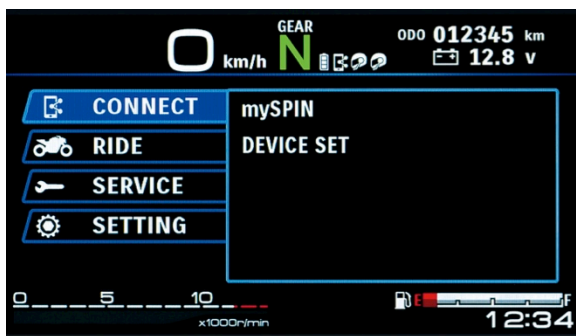 GEAR
0 km/h N
ODO 012345 km
12.8 V
CONNECT
RIDE
SERVICE
SETTING
mySPIN
DEVICE SET
0 5 10
x1000r/min
E F
12:34